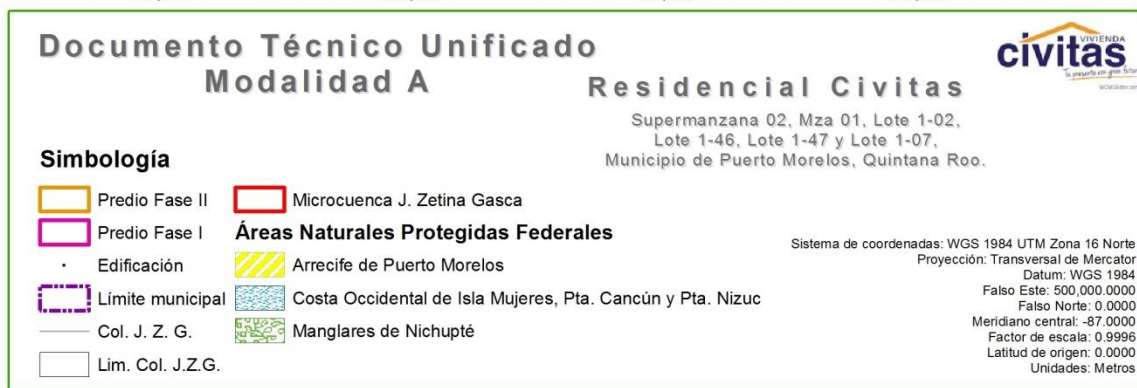 Documento Técnico Unificado
Modalidad A
VIVIENDA
civitas
Tu presente con gran futuro
Residencial Civitas
Supermanzana 02, Mza 01, Lote 1-02,
Lote 1-46, Lote 1-47 y Lote 1-07,
Municipio de Puerto Morelos, Quintana Roo.
Simbología
Predio Fase II
Predio Fase I
Edificación
Límite municipal
Col. J. Z. G.
Lim. Col. J.Z.G.
Microcuenca J. Zetina Gasca
Áreas Naturales Protegidas Federales
Arrecife de Puerto Morelos
Costa Occidental de Isla Mujeres, Pta. Cancún y Pta. Nizuc
Manglares de Nichupté
Sistema de coordenadas: WGS 1984 UTM Zona 16 Norte
Proyección: Transversal de Mercator
Datum: WGS 1984
Falso Este: 500,000.0000
Falso Norte: 0.0000
Meridiano central: -87.0000
Factor de escala: 0.9996
Latitud de origen: 0.0000
Unidades: Metros